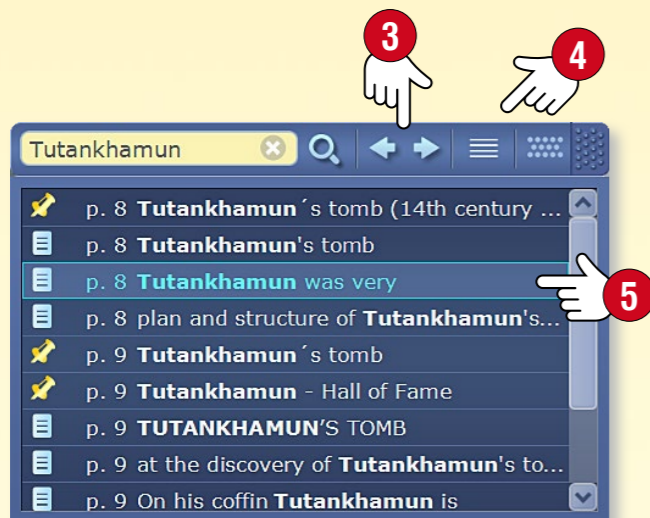 3
4
Tutankhamun
p. 8 Tutankhamun´s tomb (14th century ...
p. 8 Tutankhamun's tomb
p. 8 Tutankhamun was very
5
p. 8 plan and structure of Tutankhamun's...
p. 9 Tutankhamun´s tomb
p. 9 Tutankhamun - Hall of Fame
p. 9 TUTANKHAMUN’S TOMB
p. 9 at the discovery of Tutankhamun's to...
p. 9 On his coffin Tutankhamun is